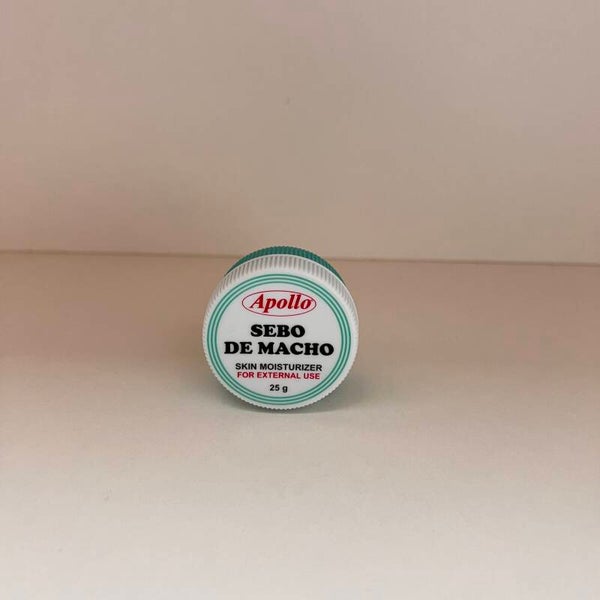 Apollo
SEBO
DE MACHO
SKIN MOISTURIZER
FOR EXTERNAL USE
25 g